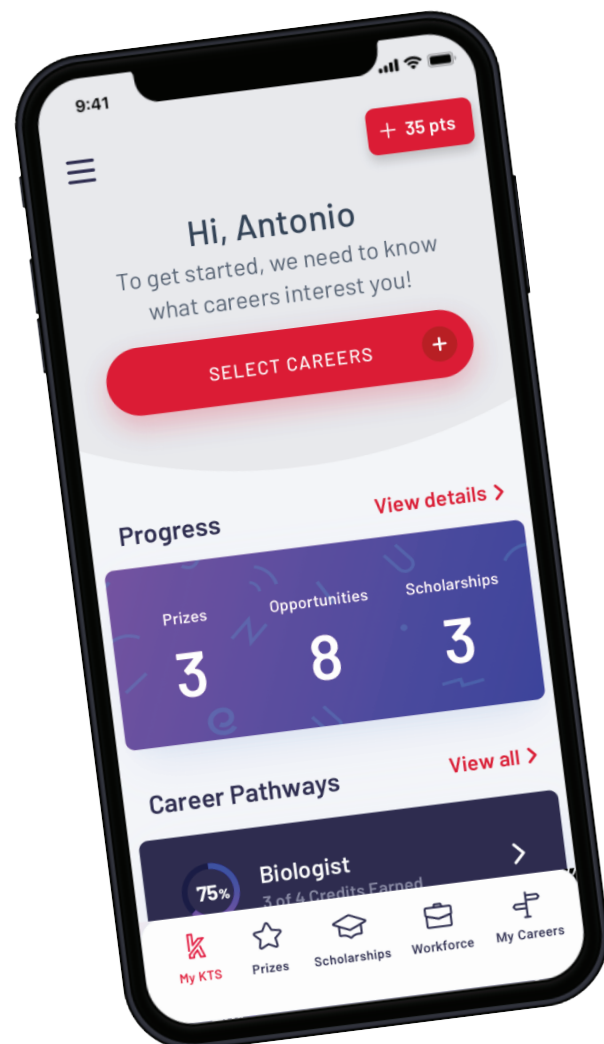 9:41
+ 35 pts
Hi, Antonio
To get started, we need to know
what careers interest you!
SELECT CAREERS +
Progress
View details
Prizes
Opportunities
Scholarships
3
8
3
Career Pathways
View all
75%
Biologist
3 of 4 Credits Earned
My KTS
Prizes
Scholarships
Workforce
My Careers